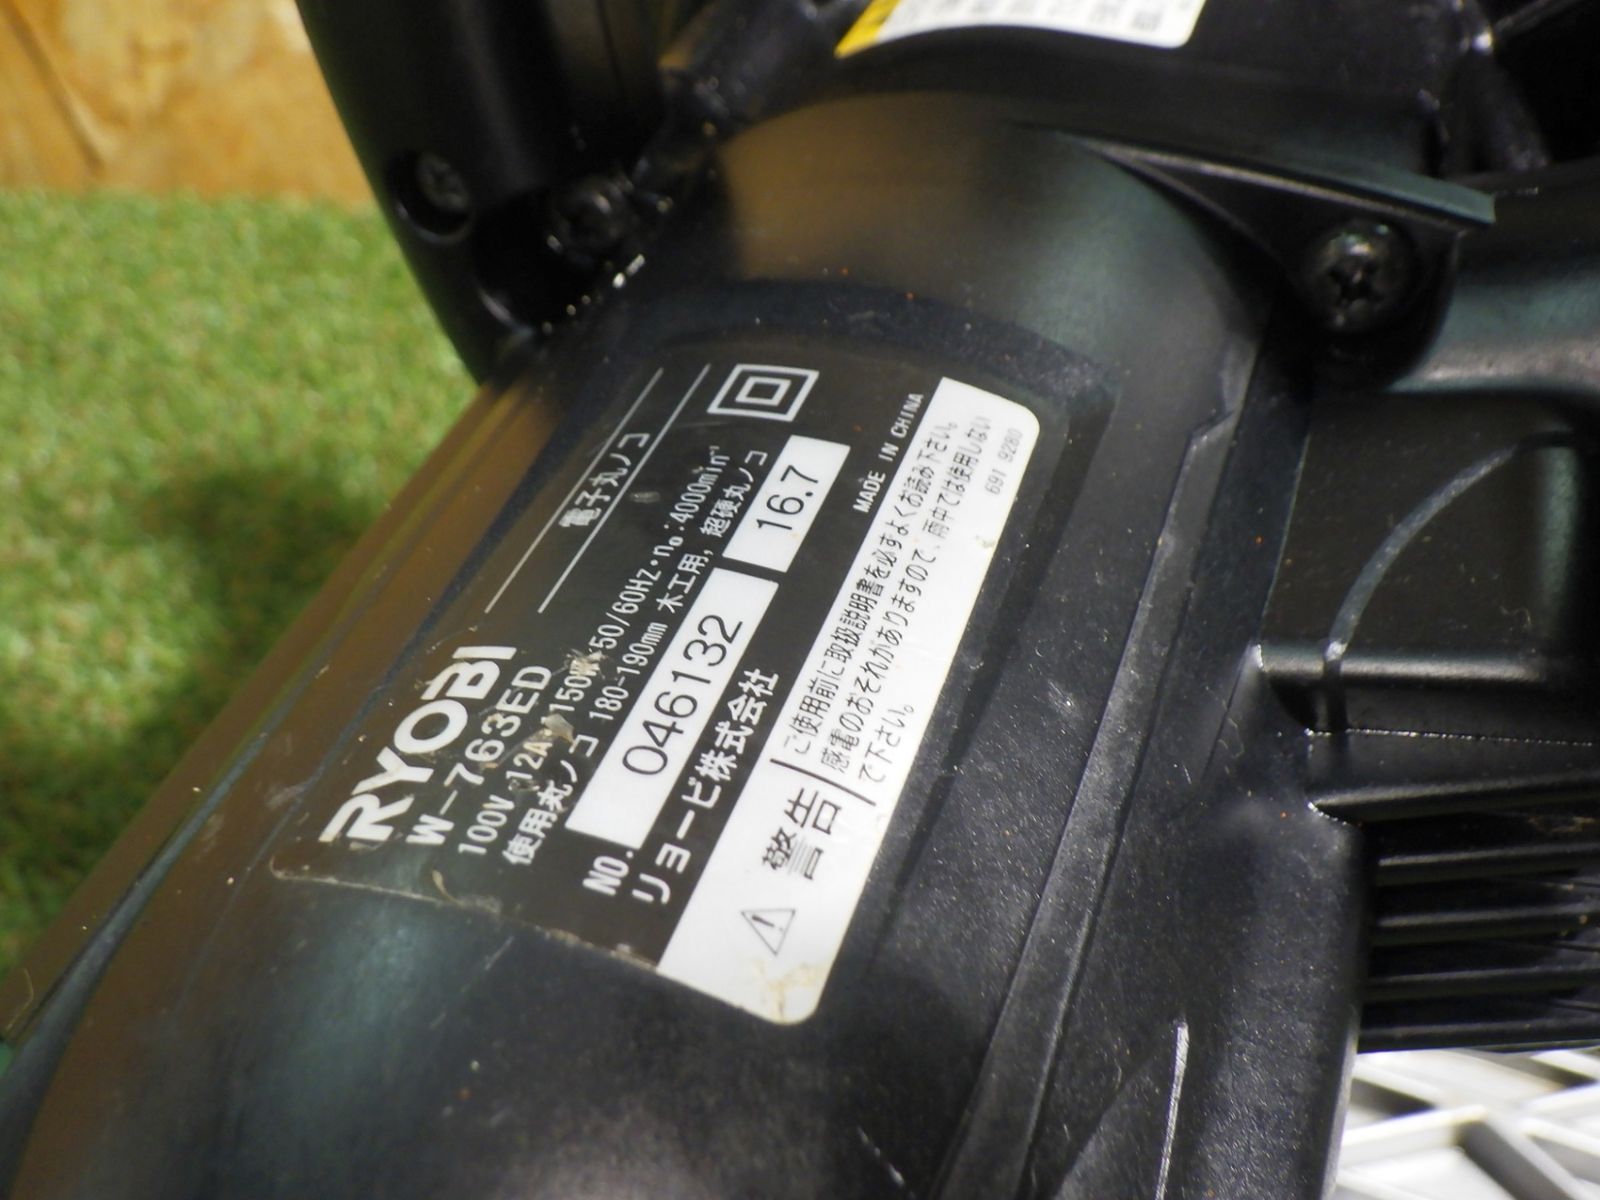 電子丸ノコ
RYOBI
W-763ED
100V 12A 1150W 50/60Hz・n₀:4000min⁻¹
使用丸ノコ 180-190mm 木工用, 超硬丸ノコ
NO. 046132 16.7
リョービ株式会社
MADE IN CHINA
⚠ 警告
ご使用前に取扱説明書を必ずよくお読み下さい。
感電のおそれがありますので、雨中では使用しない
で下さい。
691 9280